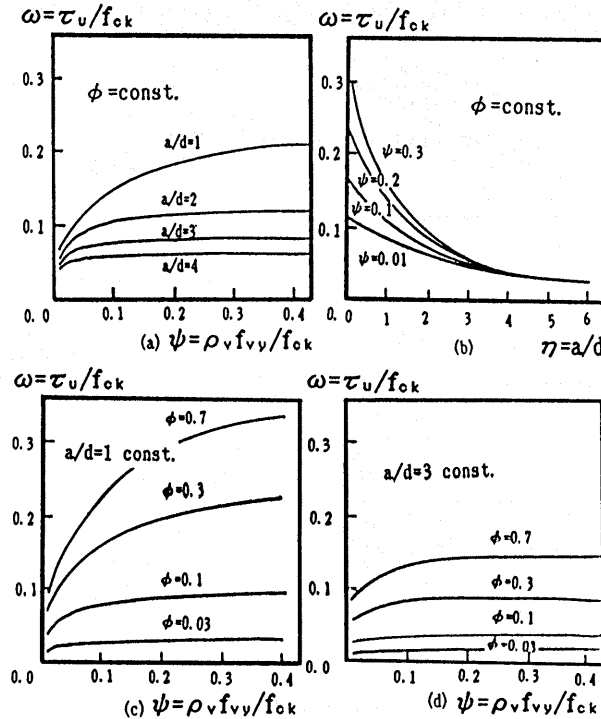 ω=τu/fck
0.3
0.2
0.1
0.0
ϕ=const.
a/d=1
a/d=2
a/d=3
a/d=4
0.1 0.2 0.3 0.4
(a) ψ=ρvfvy/fck
ω=τu/fck
0.3
0.2
0.1
0.
ϕ=const.
ψ=0.3
ψ=0.2
ψ=0.1
ψ=0.01
0 1 2 3 4 5 6
(b) η=a/d
ω=τu/fck
0.3
0.2
0.1
0.0
ϕ=0.7
a/d=1 const.
ϕ=0.3
ϕ=0.1
ϕ=0.03
0.1 0.2 0.3 0.4
(c) ψ=ρvfvy/fck
ω=τu/fck
0.3
0.2
0.1
0.0
a/d=3 const.
ϕ=0.7
ϕ=0.3
ϕ=0.1
ϕ=0.03
0.1 0.2 0.3 0.4
(d) ψ=ρvfvy/fck